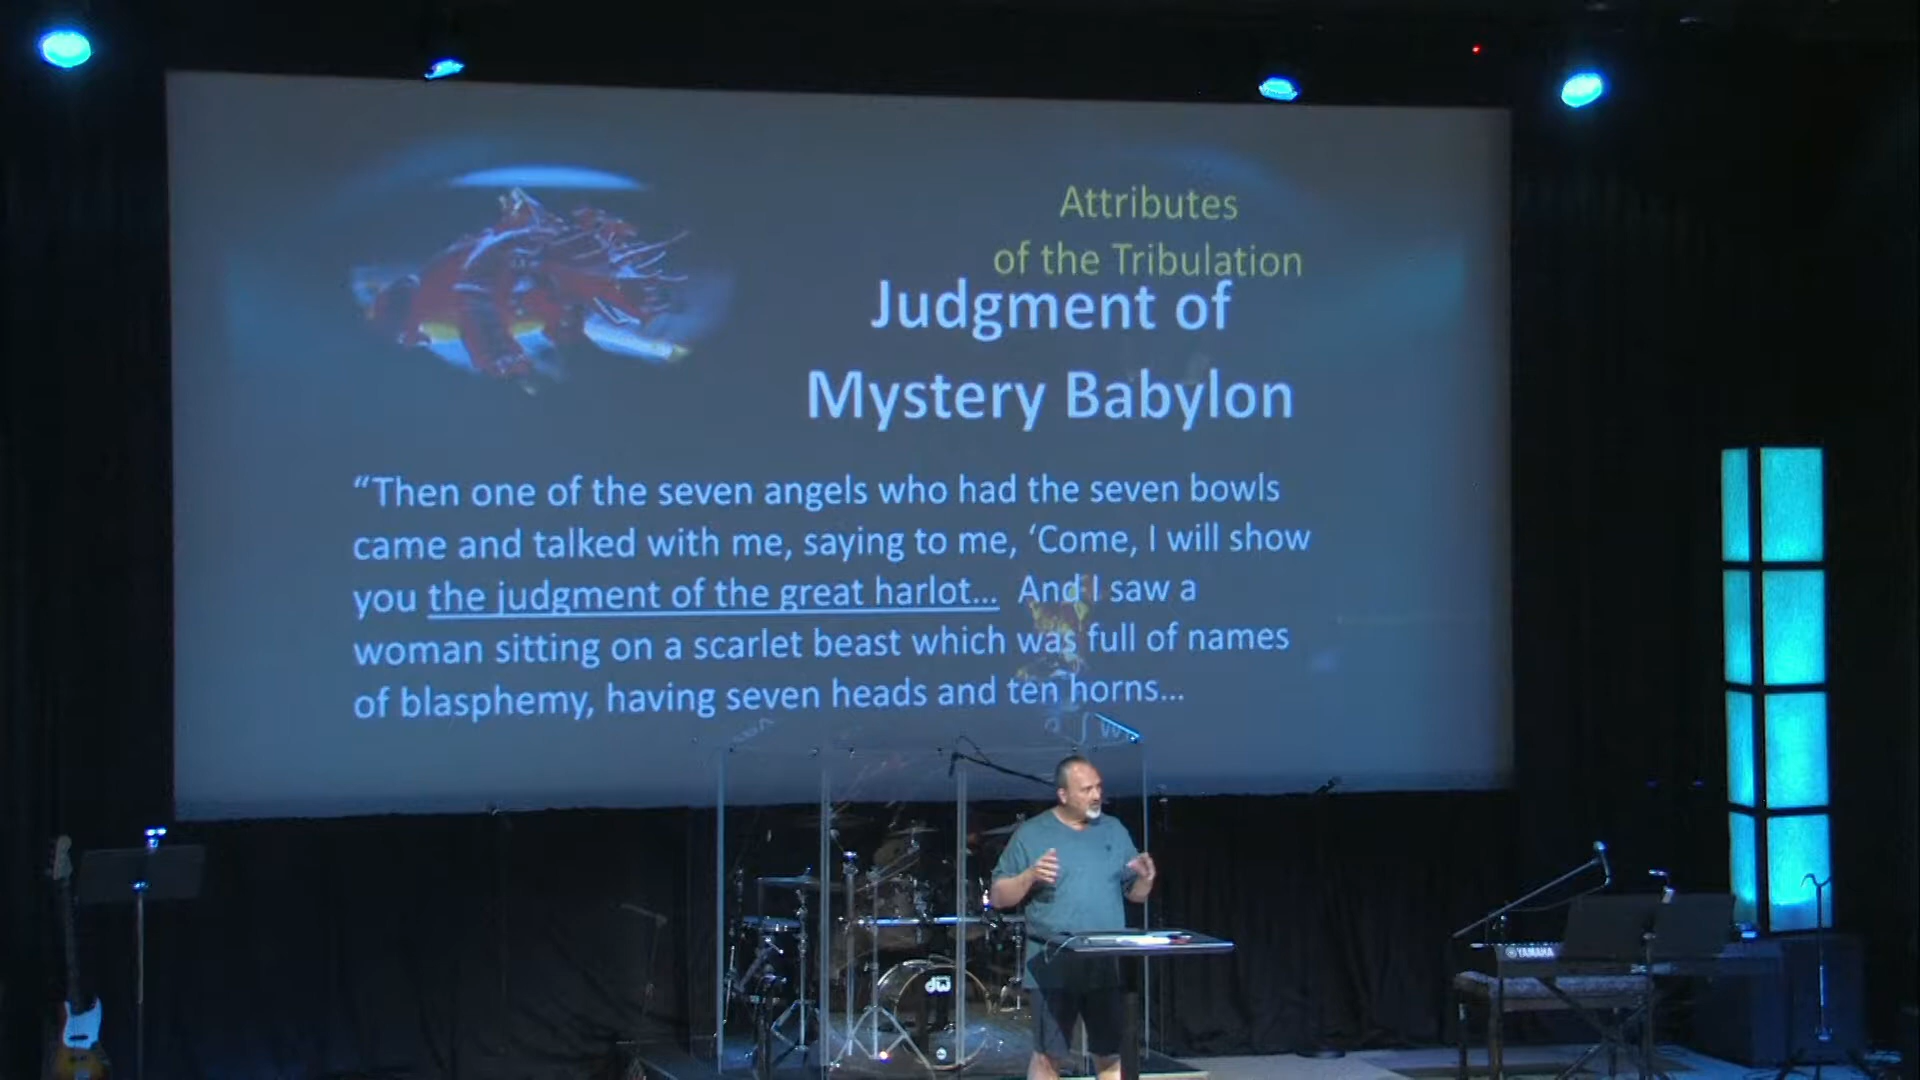 Attributes
of the Tribulation
Judgment of
Mystery Babylon
“Then one of the seven angels who had the seven bowls
came and talked with me, saying to me, ‘Come, I will show
you the judgment of the great harlot... And I saw a
woman sitting on a scarlet beast which was full of names
of blasphemy, having seven heads and ten horns...
YAMAHA
dw